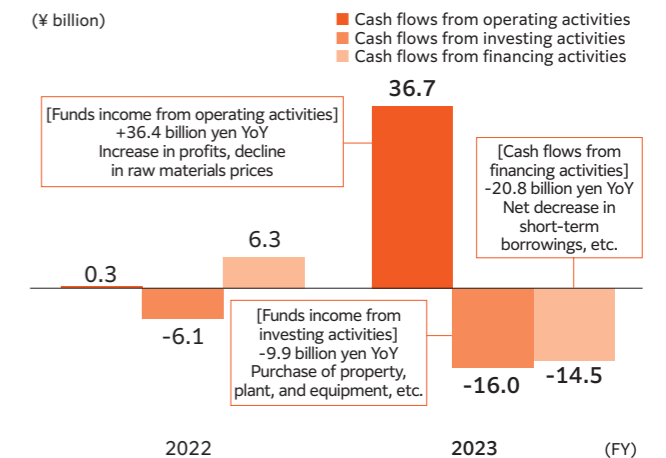 (¥ billion)
Cash flows from operating activities
Cash flows from investing activities
Cash flows from financing activities
36.7
[Funds income from operating activities]
+36.4 billion yen YoY
Increase in profits, decline
in raw materials prices
[Cash flows from
financing activities]
-20.8 billion yen YoY
Net decrease in
short-term
borrowings, etc.
6.3
0.3
-6.1
[Funds income from
investing activities]
-9.9 billion yen YoY
Purchase of property,
plant, and equipment, etc.
-16.0
-14.5
2022
2023
(FY)